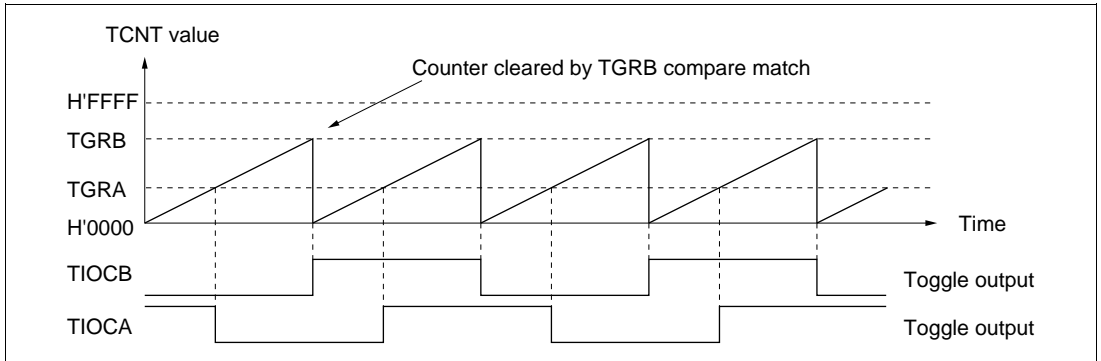 TCNT value
Counter cleared by TGRB compare match
H'FFFF
TGRB
TGRA
H'0000
Time
TIOCB
Toggle output
TIOCA
Toggle output